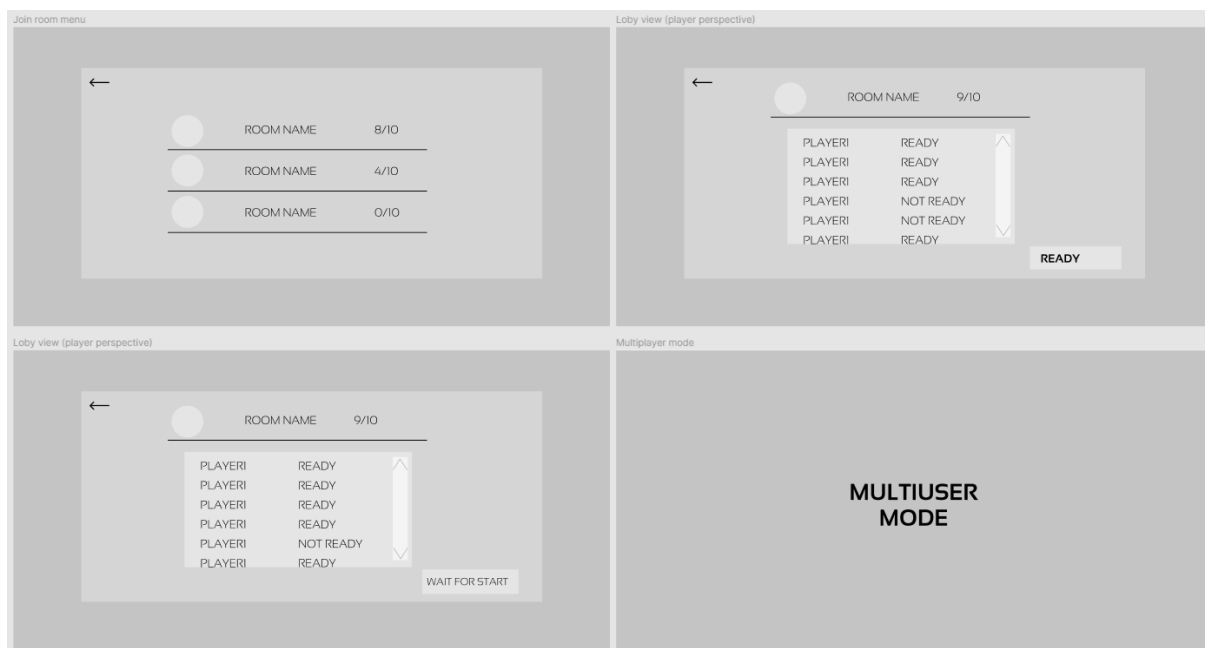 Join room menu
ROOM NAME 8/10
ROOM NAME 4/10
ROOM NAME 0/10
Loby view (player perspective)
ROOM NAME 9/10
PLAYER1 READY
PLAYER1 READY
PLAYER1 READY
PLAYER1 NOT READY
PLAYER1 NOT READY
PLAYER1 READY
READY
Loby view (player perspective)
ROOM NAME 9/10
PLAYER1 READY
PLAYER1 READY
PLAYER1 READY
PLAYER1 READY
PLAYER1 NOT READY
PLAYER1 READY
WAIT FOR START
Multiplayer mode
MULTIUSER
MODE